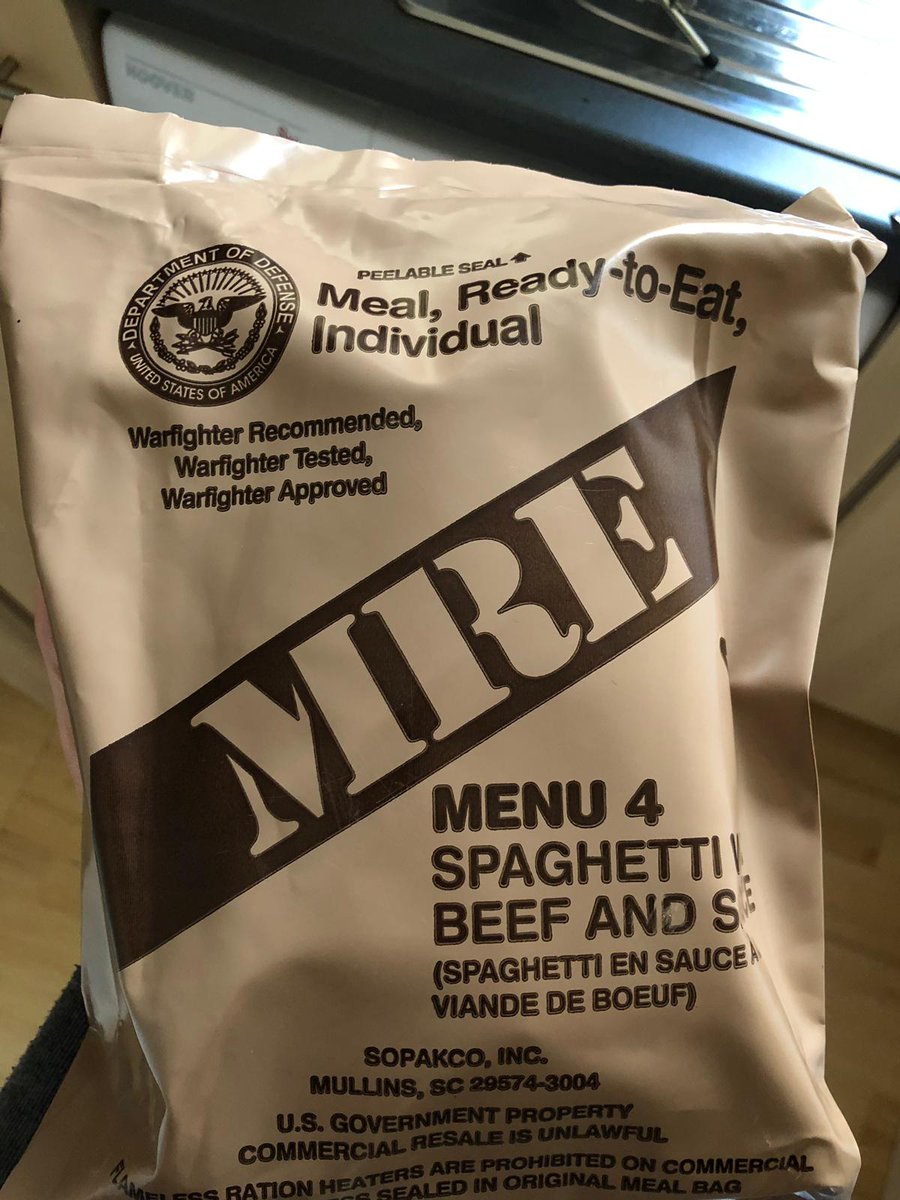 HOOVER
DEPARTMENT OF DEFENSE
UNITED STATES OF AMERICA
PEELABLE SEAL
Meal, Ready-to-Eat,
Individual
Warfighter Recommended,
Warfighter Tested,
Warfighter Approved
MRE
MENU 4
SPAGHETTI
BEEF AND
(SPAGHETTI EN SAUCE
VIANDE DE BOEUF)
SOPAKCO, INC.
MULLINS, SC 29574-3004
U.S. GOVERNMENT PROPERTY
COMMERCIAL RESALE IS UNLAWFUL
RATION HEATERS ARE PROHIBITED ON COMMERCIAL
SEALED IN ORIGINAL MEAL BAG